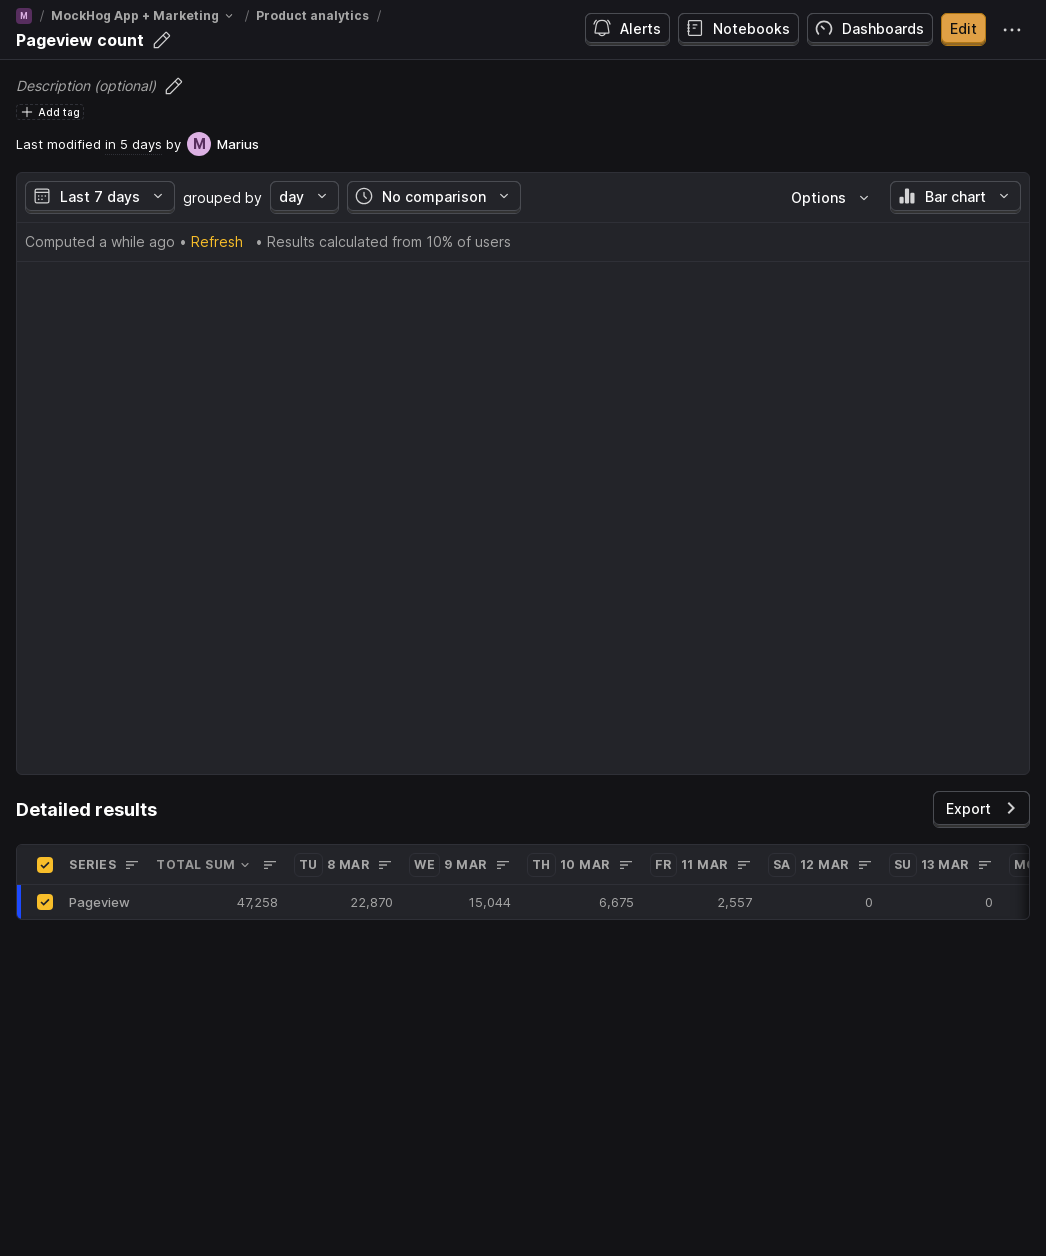 M / MockHog App + Marketing / Product analytics /
Pageview count
Alerts
Notebooks
Dashboards
Edit
Description (optional)
Add tag
Last modified in 5 days by M Marius
Last 7 days grouped by day No comparison Options Bar chart
Computed a while ago • Refresh • Results calculated from 10% of users
Detailed results
Export
SERIES TOTAL SUM TU 8 MAR WE 9 MAR TH 10 MAR FR 11 MAR SA 12 MAR SU 13 MAR
Pageview 47,258 22,870 15,044 6,675 2,557 0 0